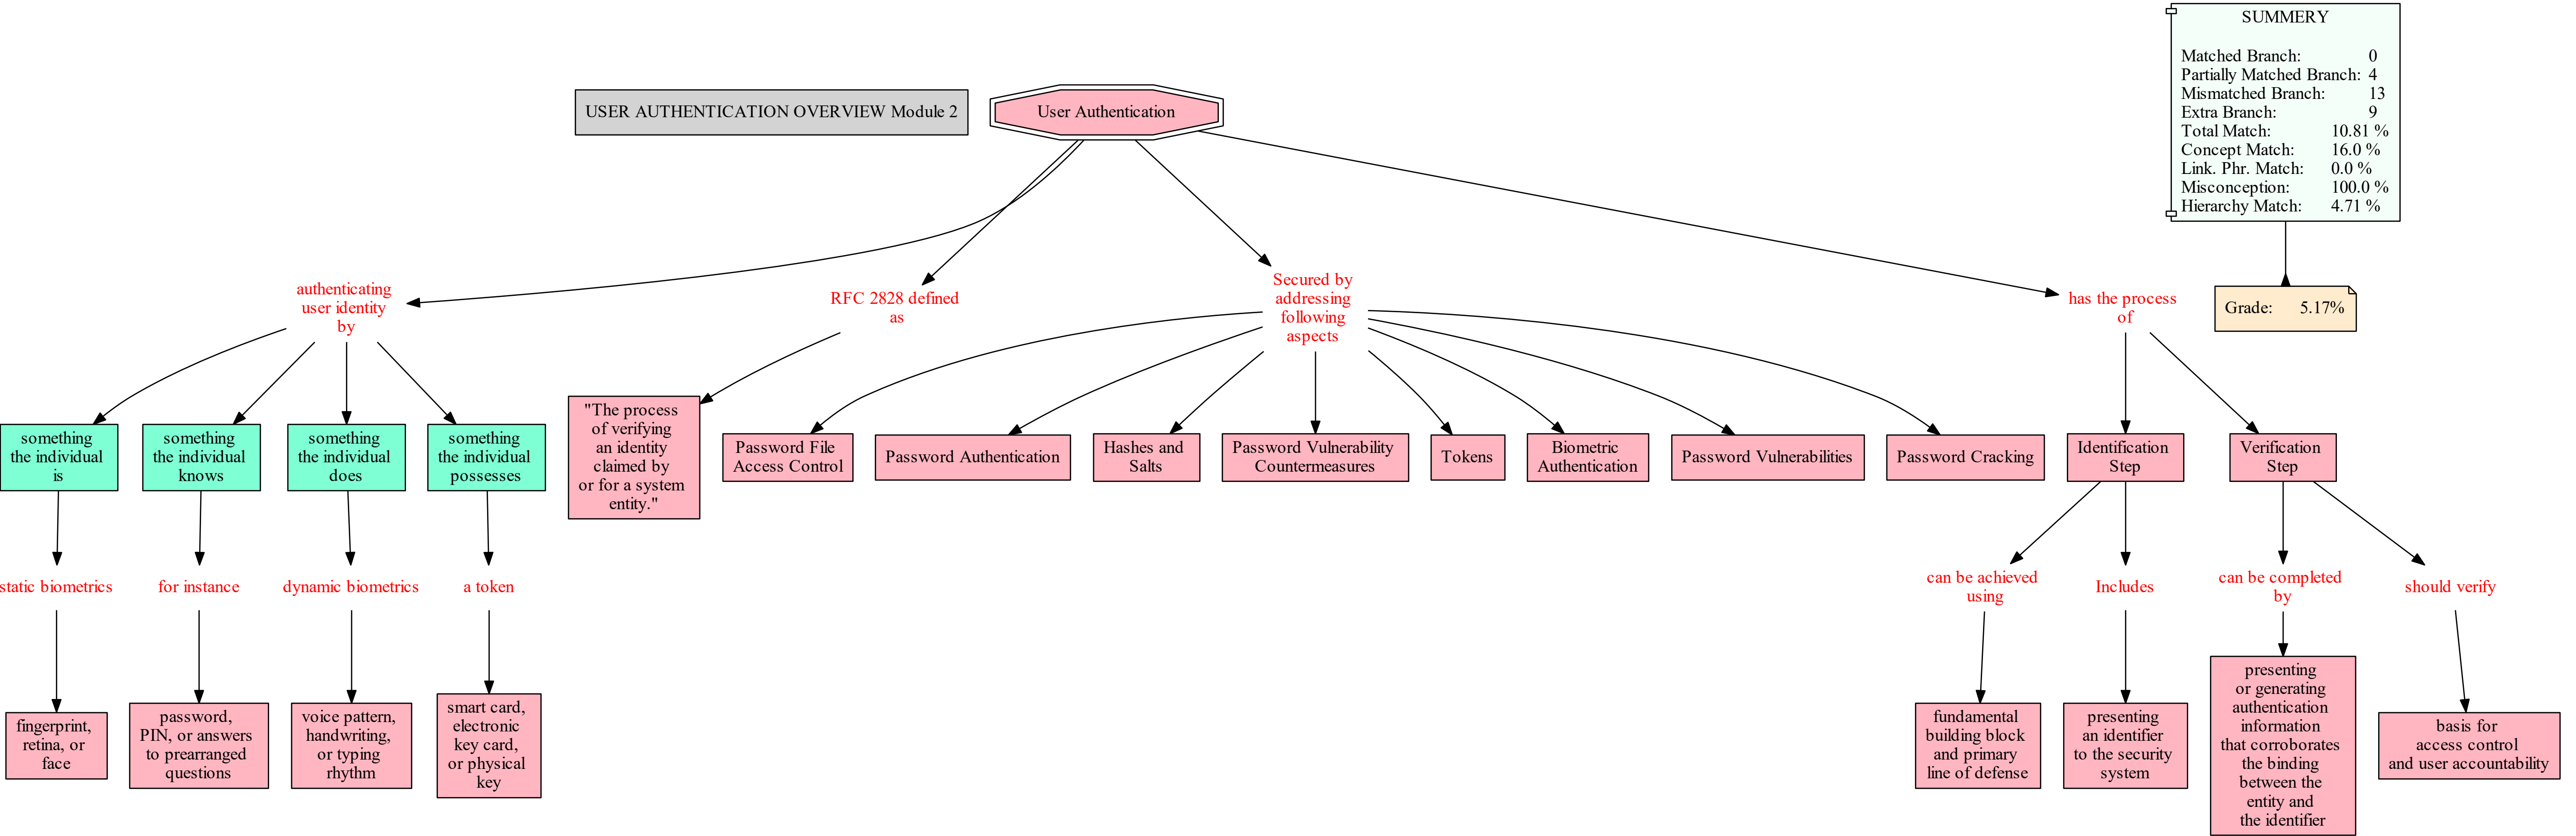 SUMMERY
Matched Branch: 0
Partially Matched Branch: 4
Mismatched Branch: 13
Extra Branch: 9
Total Match: 10.81 %
Concept Match: 16.0 %
Link. Phr. Match: 0.0 %
Misconception: 100.0 %
Hierarchy Match: 4.71 %
USER AUTHENTICATION OVERVIEW Module 2
User Authentication
authenticating
user identity
by
RFC 2828 defined
as
Secured by
addressing
following
aspects
has the process
of
Grade: 5.17%
something
the individual
is
something
the individual
knows
something
the individual
does
something
the individual
possesses
"The process
of verifying
an identity
claimed by
or for a system
entity."
Password File
Access Control
Password Authentication
Hashes and
Salts
Password Vulnerability
Countermeasures
Tokens
Biometric
Authentication
Password Vulnerabilities
Password Cracking
Identification
Step
Verification
Step
static biometrics
for instance
dynamic biometrics
a token
can be achieved
using
Includes
can be completed
by
should verify
fingerprint,
retina, or
face
password,
PIN, or answers
to prearranged
questions
voice pattern,
handwriting,
or typing
rhythm
smart card,
electronic
key card,
or physical
key
fundamental
building block
and primary
line of defense
presenting
an identifier
to the security
system
presenting
or generating
authentication
information
that corroborates
the binding
between the
entity and
the identifier
basis for
access control
and user accountability